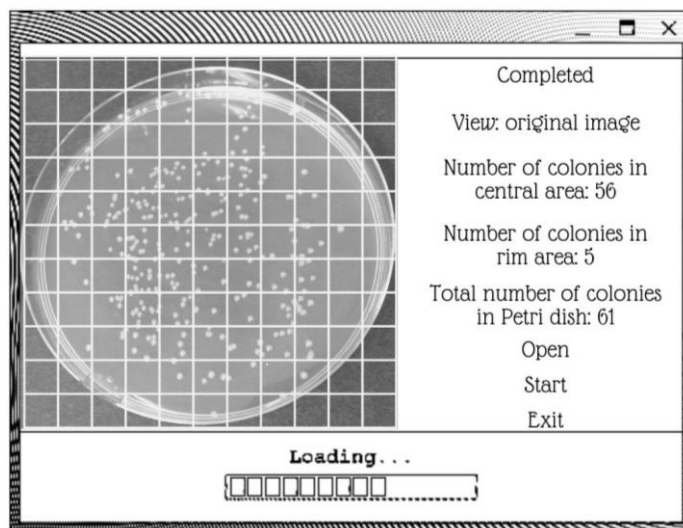 Completed
View: original image
Number of colonies in
central area: 56
Number of colonies in
rim area: 5
Total number of colonies
in Petri dish: 61
Open
Start
Exit
Loading...